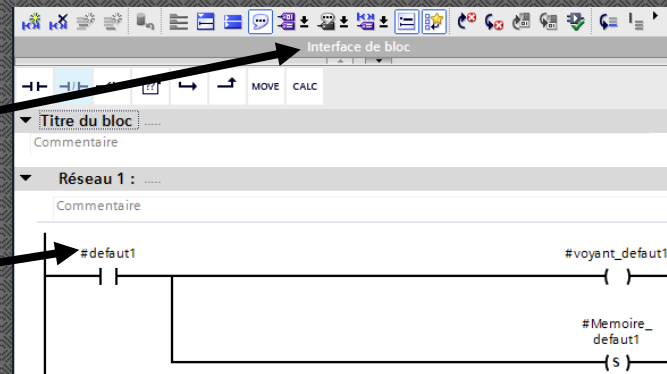 Interface de bloc
MOVE CALC
Titre du bloc .....
Commentaire
Réseau 1 : .....
Commentaire
#defaut1 #voyant_defaut1
#Memoire_
defaut1
S